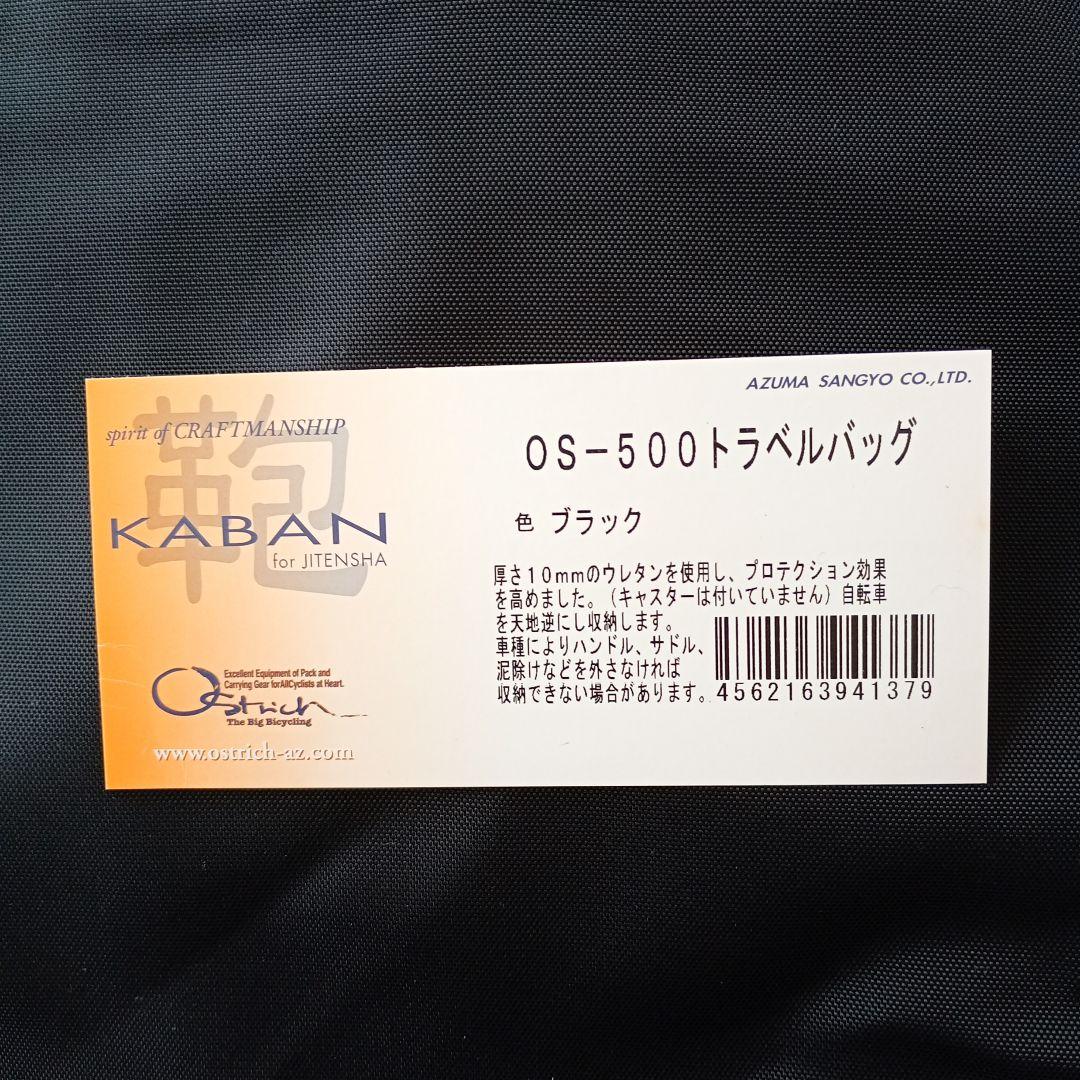 AZUMA SANGYO CO.,LTD.
spirit of CRAFTMANSHIP
鞄
KABAN
for JITENSHA
OS-500トラベルバッグ
色 ブラック
厚さ10mmのウレタンを使用し、プロテクション効果
を高めました。(キャスターは付いていません)自転車
を天地逆にし収納します。
車種によりハンドル、サドル、
泥除けなどを外さなければ
収納できない場合があります。
4562163941379
Excellent Equipment of Pack and
Carrying Gear forAllCyclists at Heart.
Ostrich
The Big Bicycling
www.ostrich-az.com